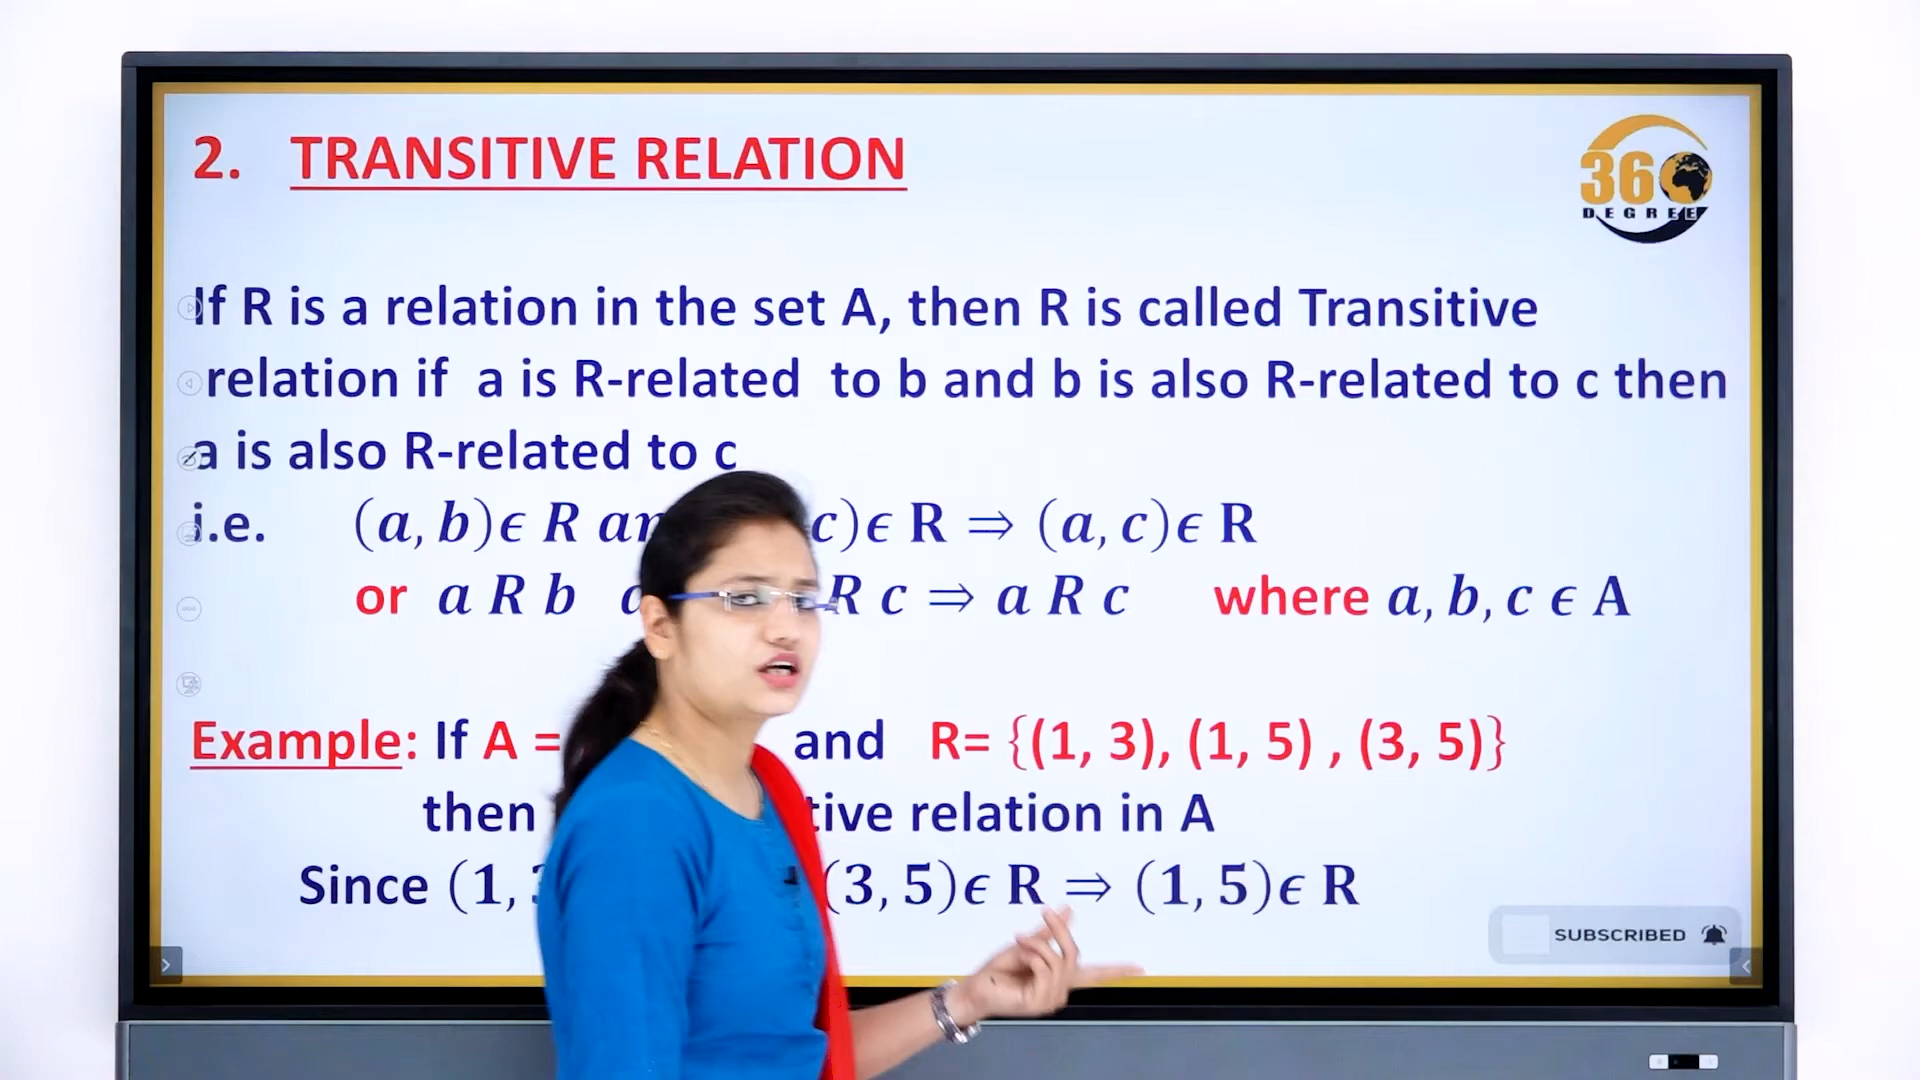 2. TRANSITIVE RELATION
360
DEGREE
If R is a relation in the set A, then R is called Transitive
relation if a is R-related to b and b is also R-related to c then
a is also R-related to c
i.e. (a, b)ϵ R c)ϵ R ⇒ (a, c)ϵ R
or a R b R c ⇒ a R c where a, b, c ϵ A
Example: If A = and R= {(1, 3), (1, 5) , (3, 5)}
then relation in A
Since (1, (3, 5)ϵ R ⇒ (1, 5)ϵ R
SUBSCRIBED